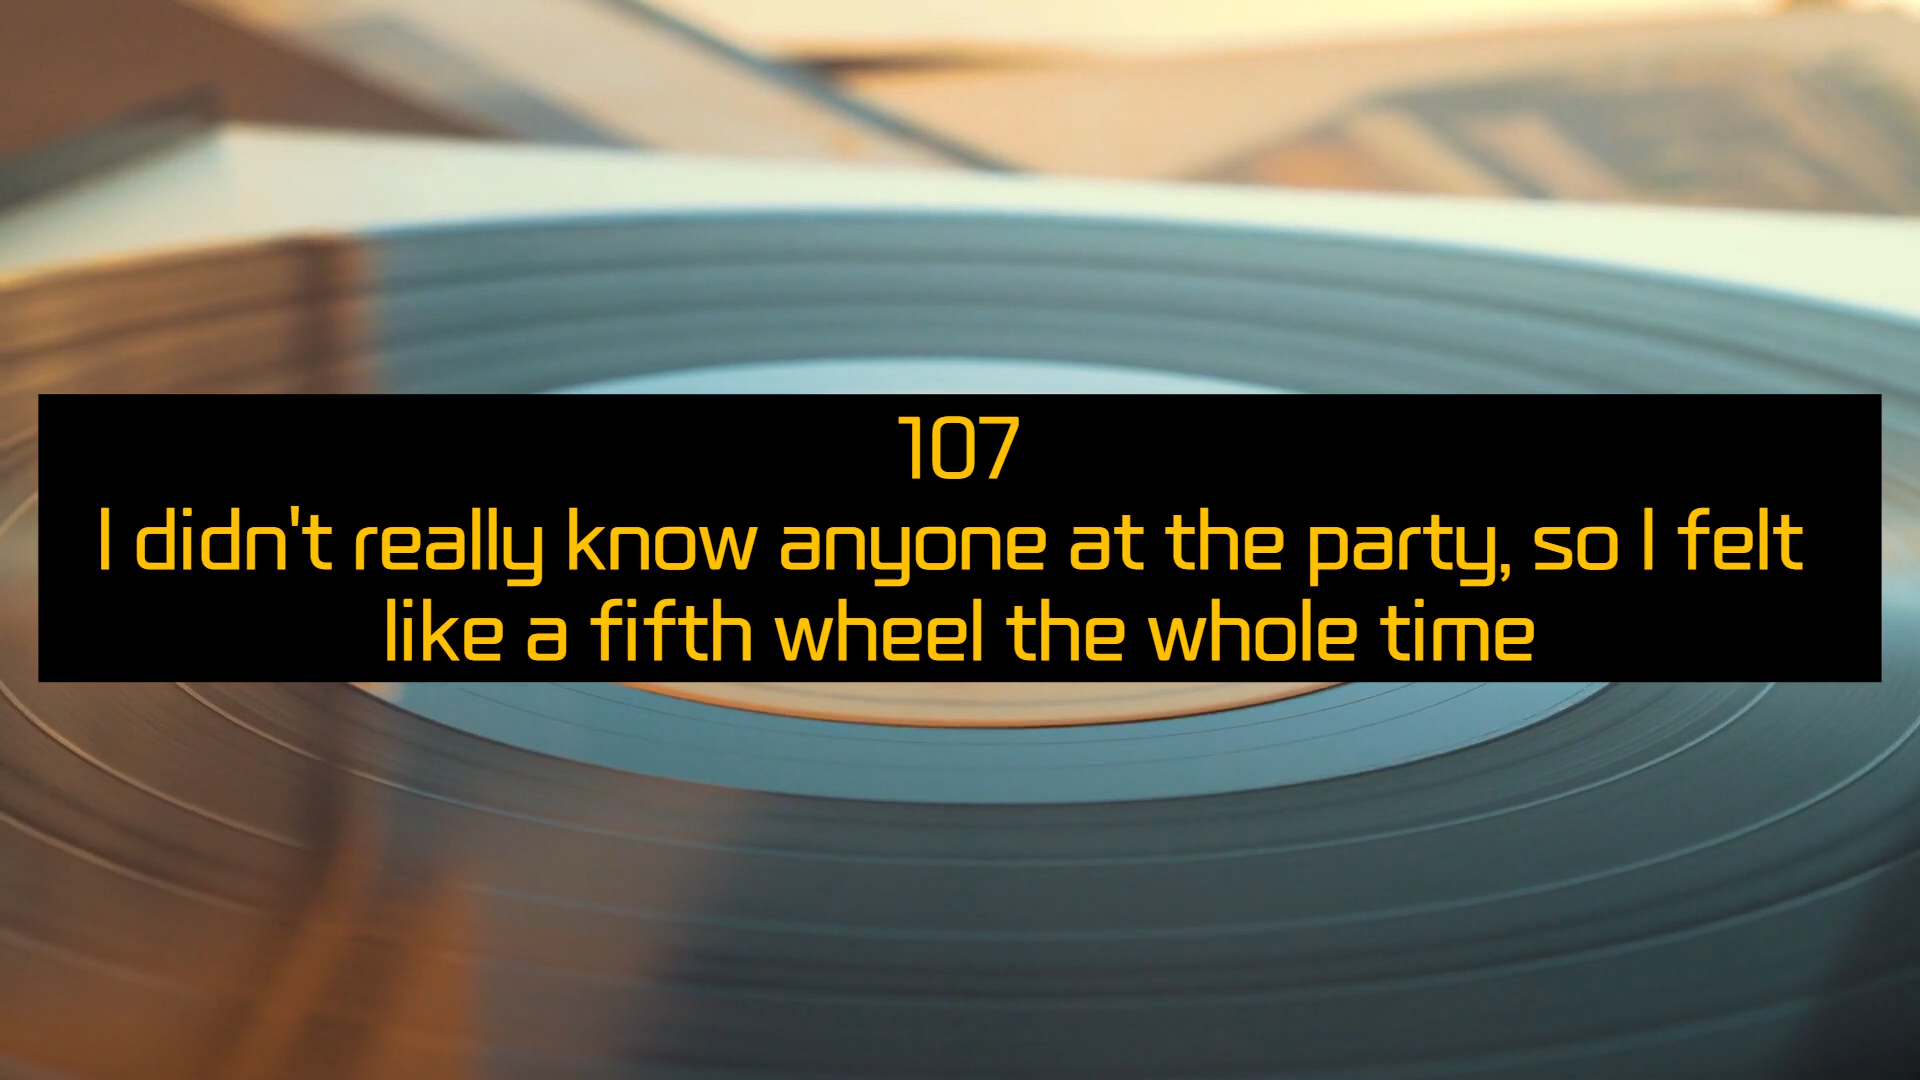 107
I didn't really know anyone at the party, so I felt
like a fifth wheel the whole time